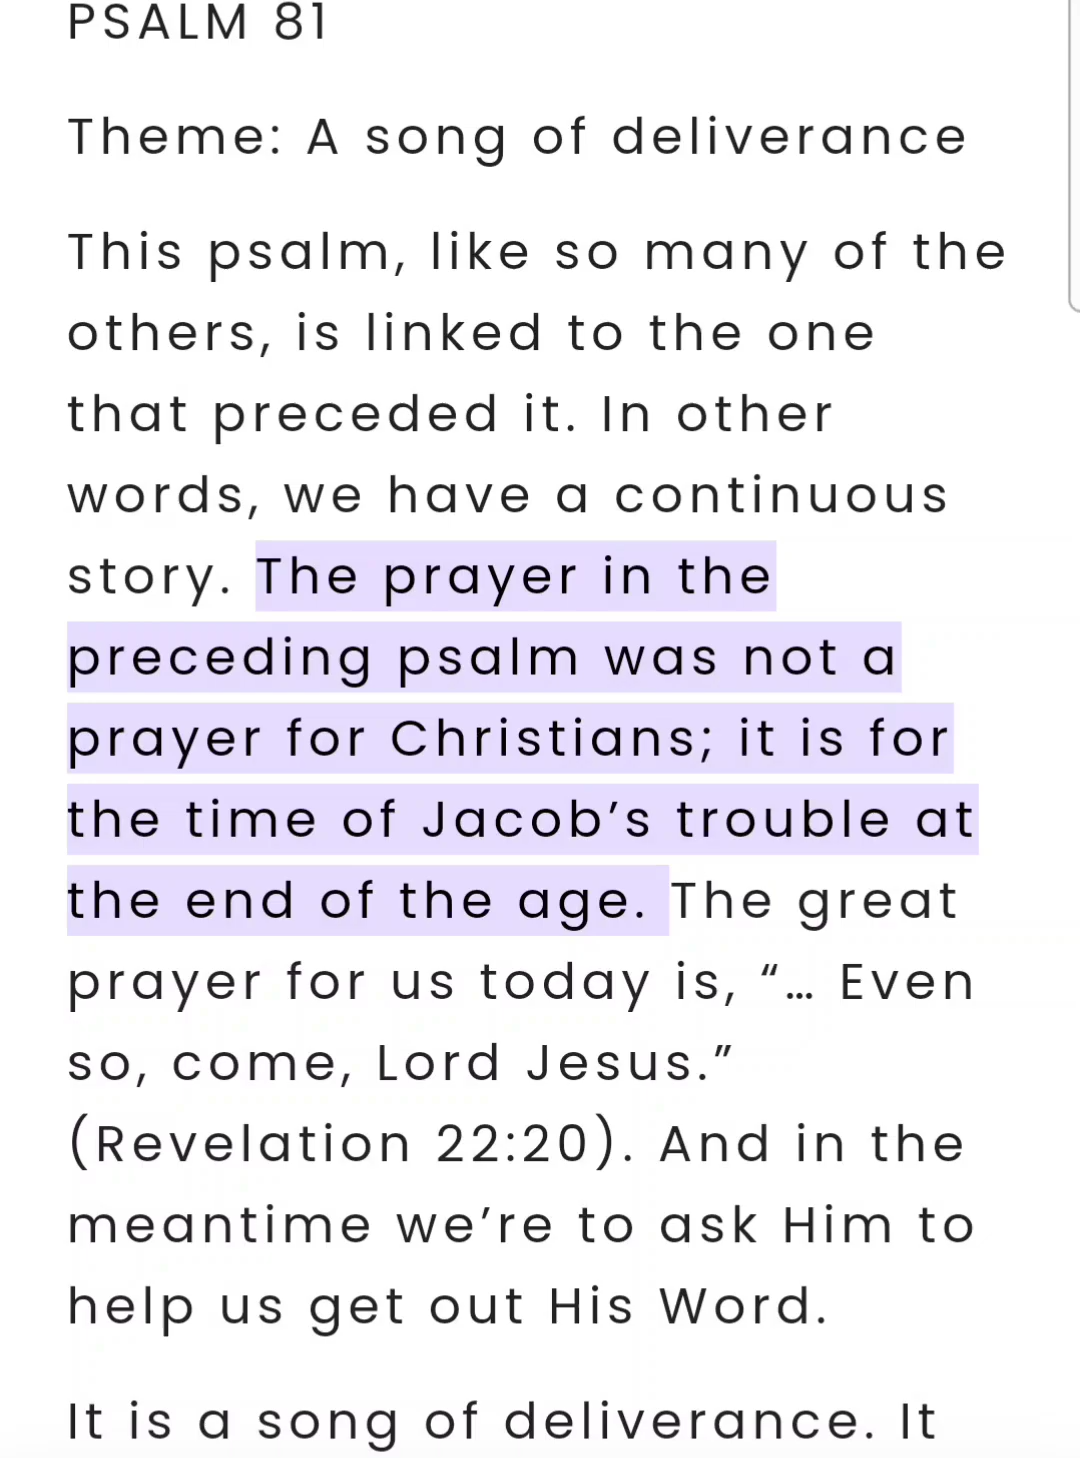 PSALM 81
Theme: A song of deliverance
This psalm, like so many of the
others, is linked to the one
that preceded it. In other
words, we have a continuous
story. The prayer in the
preceding psalm was not a
prayer for Christians; it is for
the time of Jacob’s trouble at
the end of the age. The great
prayer for us today is, “… Even
so, come, Lord Jesus.”
(Revelation 22:20). And in the
meantime we’re to ask Him to
help us get out His Word.
It is a song of deliverance. It